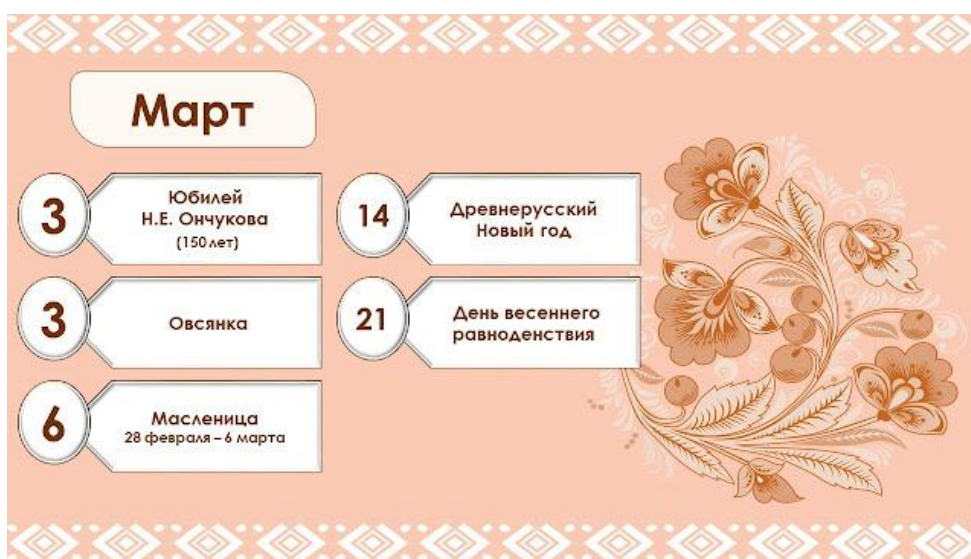 Март
3
Юбилей
Н.Е. Ончукова
(150 лет)
3
Овсянка
6
Масленица
28 февраля – 6 марта
14
Древнерусский
Новый год
21
День весеннего
равноденствия